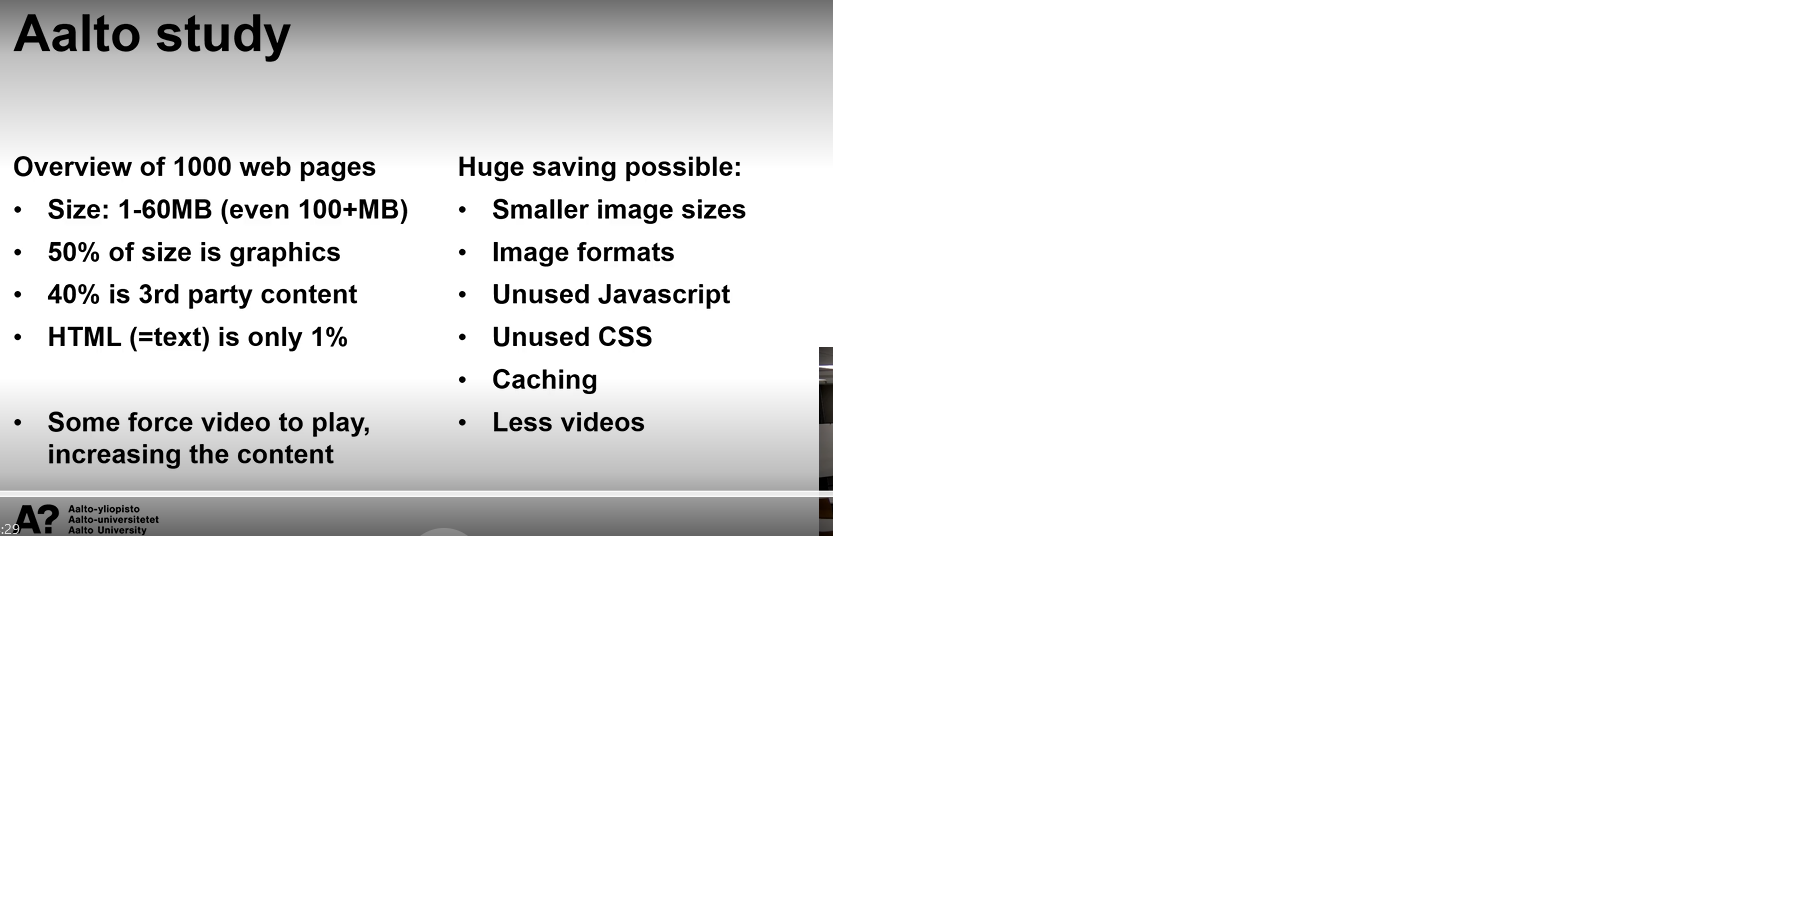 Aalto study
Overview of 1000 web pages
• Size: 1-60MB (even 100+MB)
• 50% of size is graphics
• 40% is 3rd party content
• HTML (=text) is only 1%
• Some force video to play,
increasing the content
Huge saving possible:
• Smaller image sizes
• Image formats
• Unused Javascript
• Unused CSS
• Caching
• Less videos
A?
Aalto-yliopisto
Aalto-universitetet
Aalto University
:29